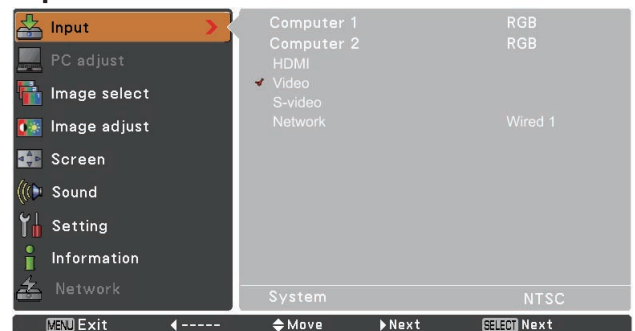 Input
PC adjust
Image select
Image adjust
Screen
Sound
Setting
Information
Network
Computer 1 RGB
Computer 2 RGB
HDMI
Video
S-video
Network Wired 1
System NTSC
MENU Exit ◀----- Move Next SELECT Next